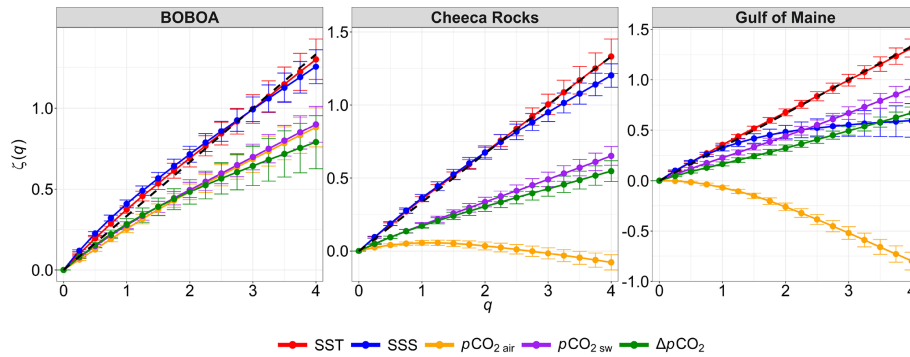 BOBOA
Cheeca Rocks
Gulf of Maine
ζ(q)
1.0
0.5
0.0
1.5
1.0
0.5
0.0
1.5
1.0
0.5
0.0
-0.5
-1.0
0 1 2 3 4
0 1 2 3 4
0 1 2 3 4
q
SST SSS pCO₂ air pCO₂ sw ΔpCO₂